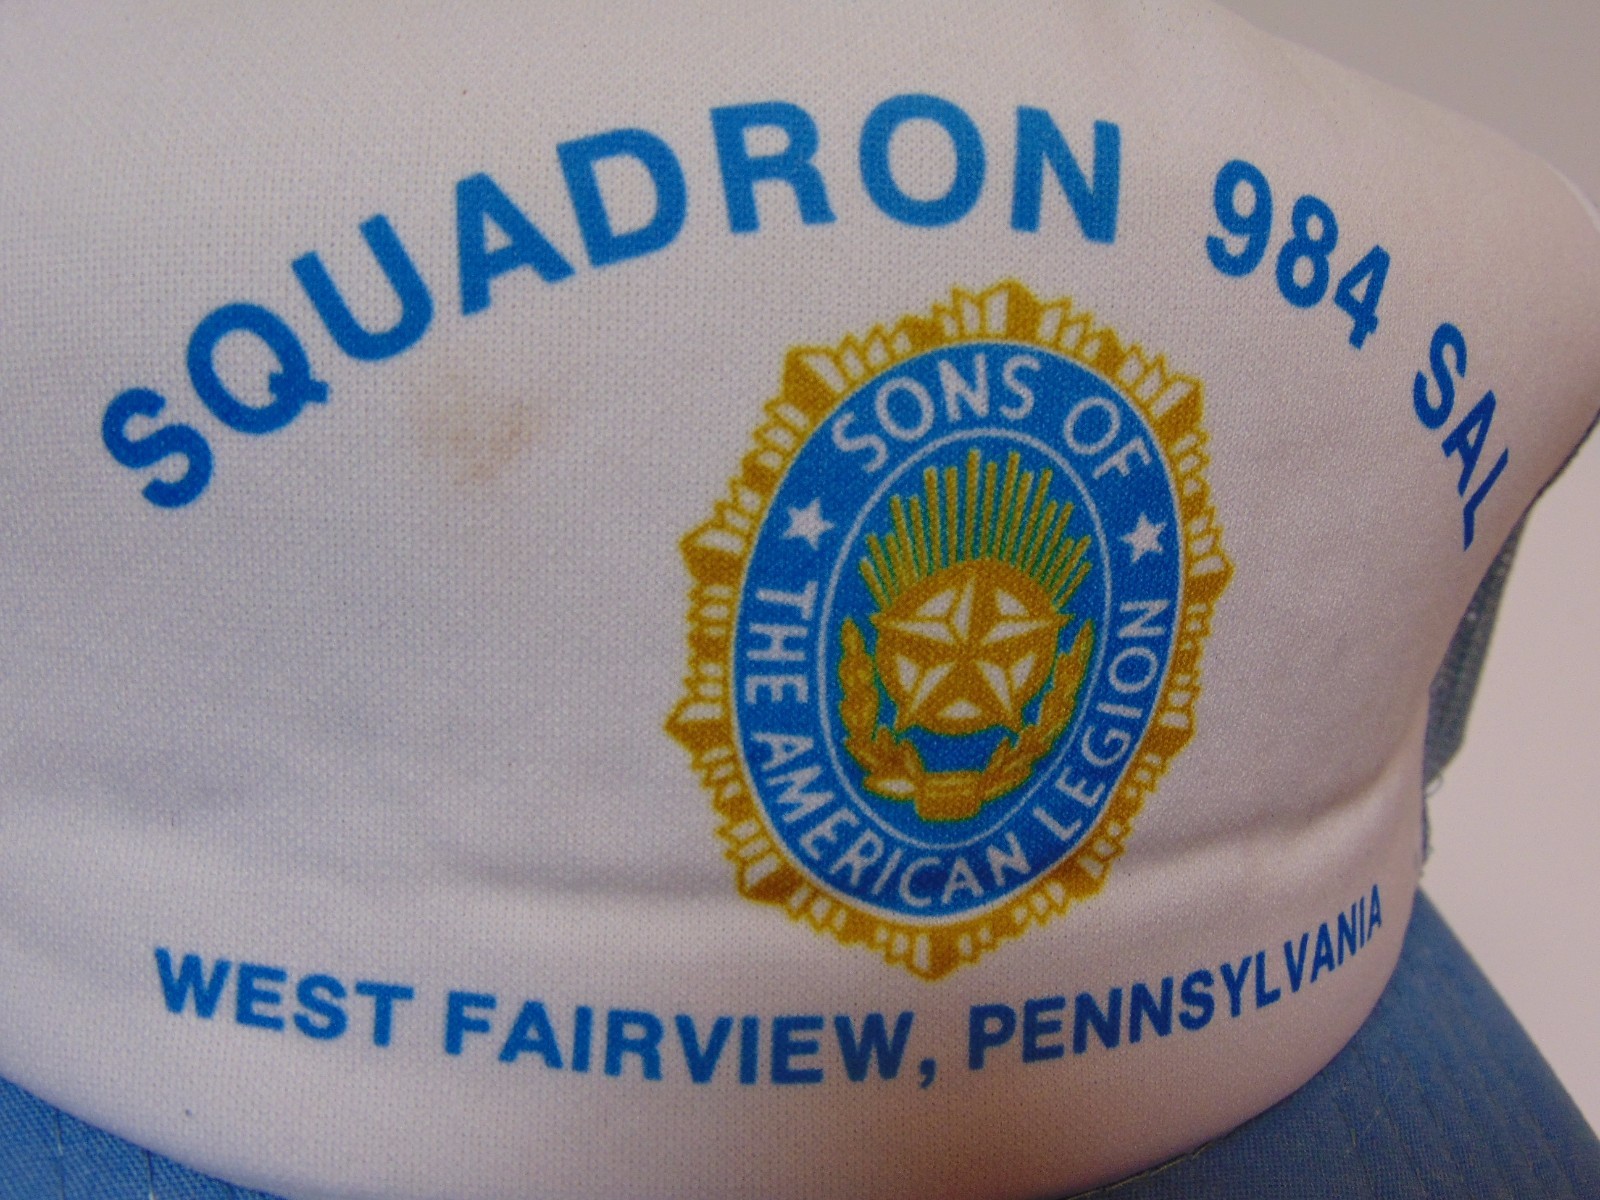 SQUADRON 984 SAL
SONS OF
THE AMERICAN LEGION
WEST FAIRVIEW, PENNSYLVANIA